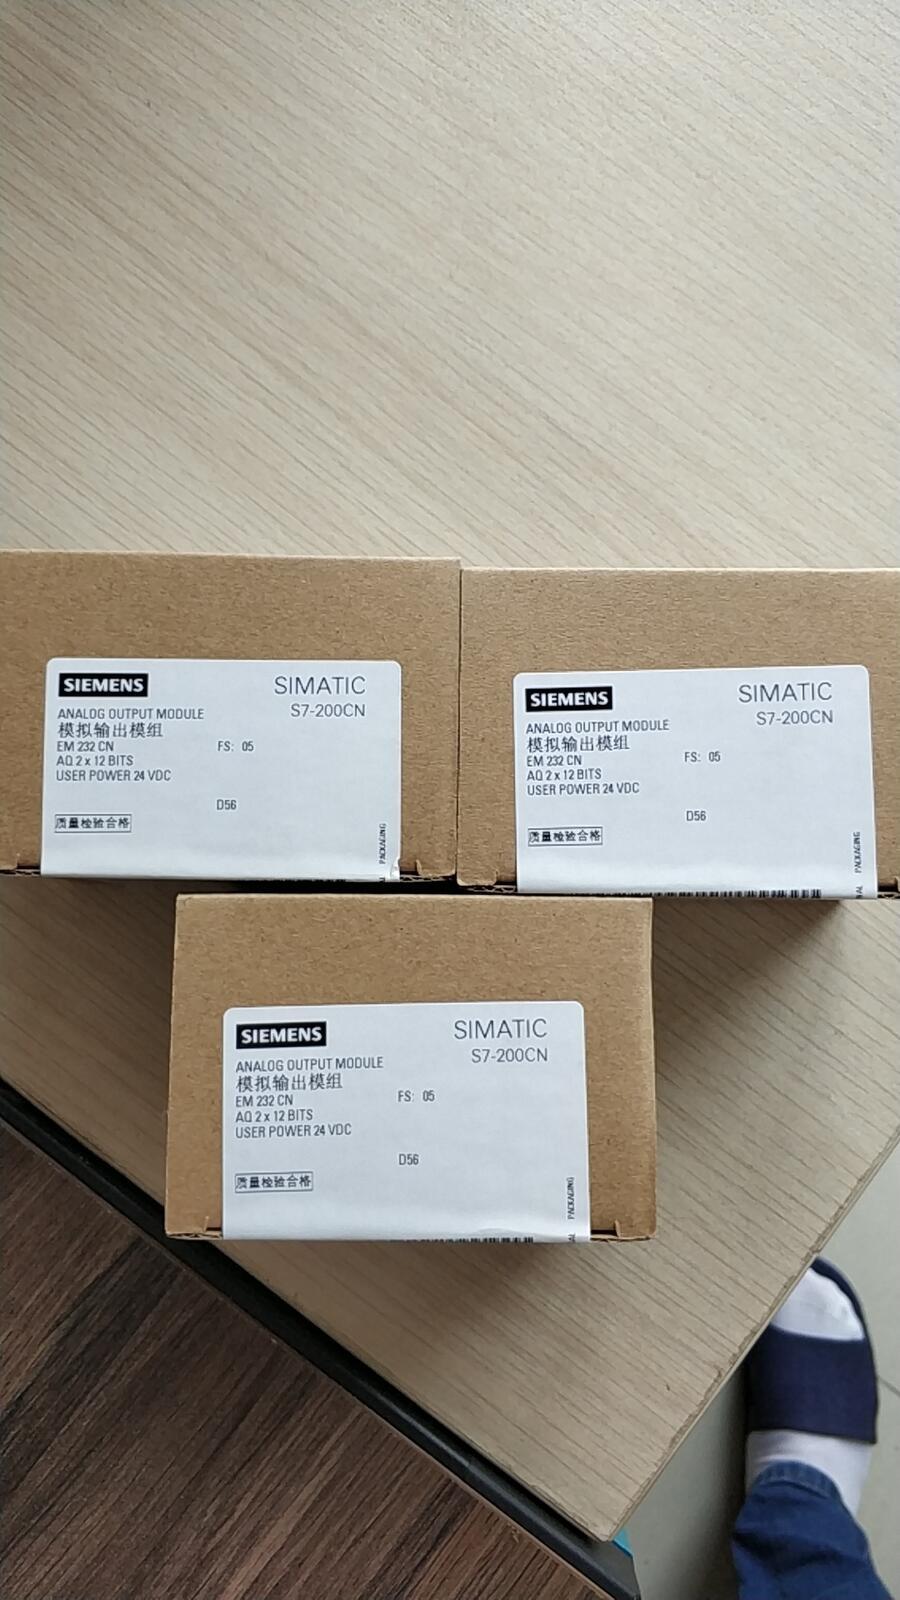 SIEMENS SIMATIC
S7-200CN
ANALOG OUTPUT MODULE
模拟输出模组
EM 232 CN FS: 05
AQ 2 x 12 BITS
USER POWER 24 VDC
D56
质量检验合格
PACKAGING
SIEMENS SIMATIC
S7-200CN
ANALOG OUTPUT MODULE
模拟输出模组
EM 232 CN FS: 05
AQ 2 x 12 BITS
USER POWER 24 VDC
D56
质量检验合格
PACKAGING
SIEMENS SIMATIC
S7-200CN
ANALOG OUTPUT MODULE
模拟输出模组
EM 232 CN FS: 05
AQ 2 x 12 BITS
USER POWER 24 VDC
D56
质量检验合格
PACKAGING